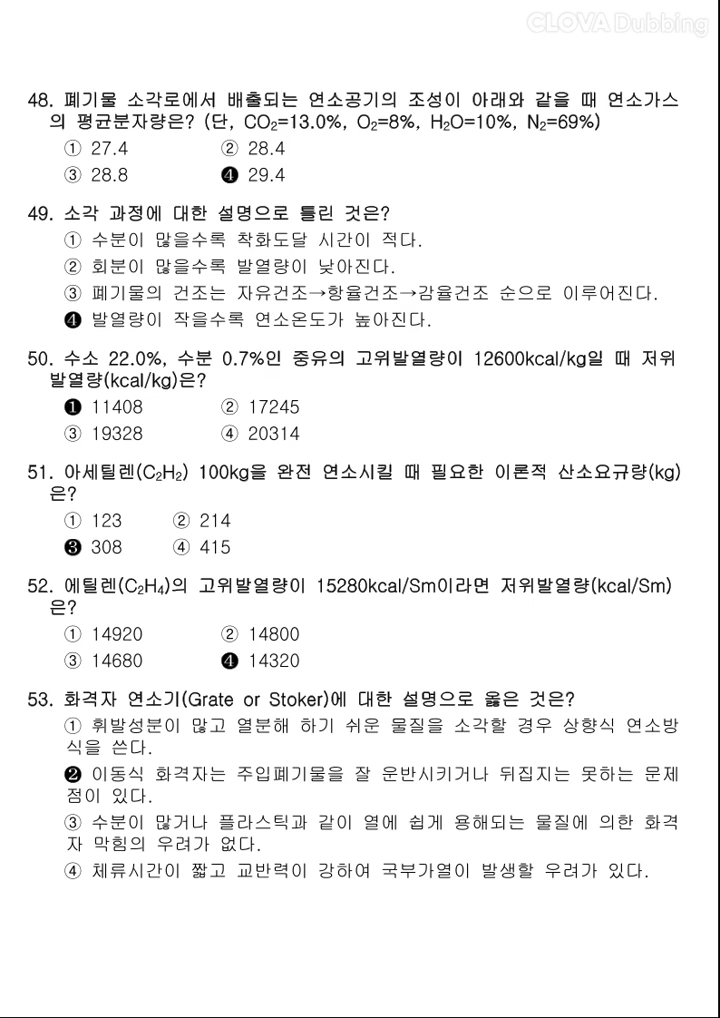 CLOVA Dubbing
48. 폐기물 소각로에서 배출되는 연소공기의 조성이 아래와 같을 때 연소가스
의 평균분자량은? (단, CO₂=13.0%, O₂=8%, H₂O=10%, N₂=69%)
① 27.4 ② 28.4
③ 28.8 ❹ 29.4
49. 소각 과정에 대한 설명으로 틀린 것은?
① 수분이 많을수록 착화도달 시간이 적다.
② 회분이 많을수록 발열량이 낮아진다.
③ 폐기물의 건조는 자유건조→항율건조→감율건조 순으로 이루어진다.
❹ 발열량이 작을수록 연소온도가 높아진다.
50. 수소 22.0%, 수분 0.7%인 중유의 고위발열량이 12600kcal/kg일 때 저위
발열량(kcal/kg)은?
❶ 11408 ② 17245
③ 19328 ④ 20314
51. 아세틸렌(C₂H₂) 100kg을 완전 연소시킬 때 필요한 이론적 산소요규량(kg)
은?
① 123 ② 214
❸ 308 ④ 415
52. 에틸렌(C₂H₄)의 고위발열량이 15280kcal/Sm이라면 저위발열량(kcal/Sm)
은?
① 14920 ② 14800
③ 14680 ❹ 14320
53. 화격자 연소기(Grate or Stoker)에 대한 설명으로 옳은 것은?
① 휘발성분이 많고 열분해 하기 쉬운 물질을 소각할 경우 상향식 연소방
식을 쓴다.
❷ 이동식 화격자는 주입폐기물을 잘 운반시키거나 뒤집지는 못하는 문제
점이 있다.
③ 수분이 많거나 플라스틱과 같이 열에 쉽게 용해되는 물질에 의한 화격
자 막힘의 우려가 없다.
④ 체류시간이 짧고 교반력이 강하여 국부가열이 발생할 우려가 있다.